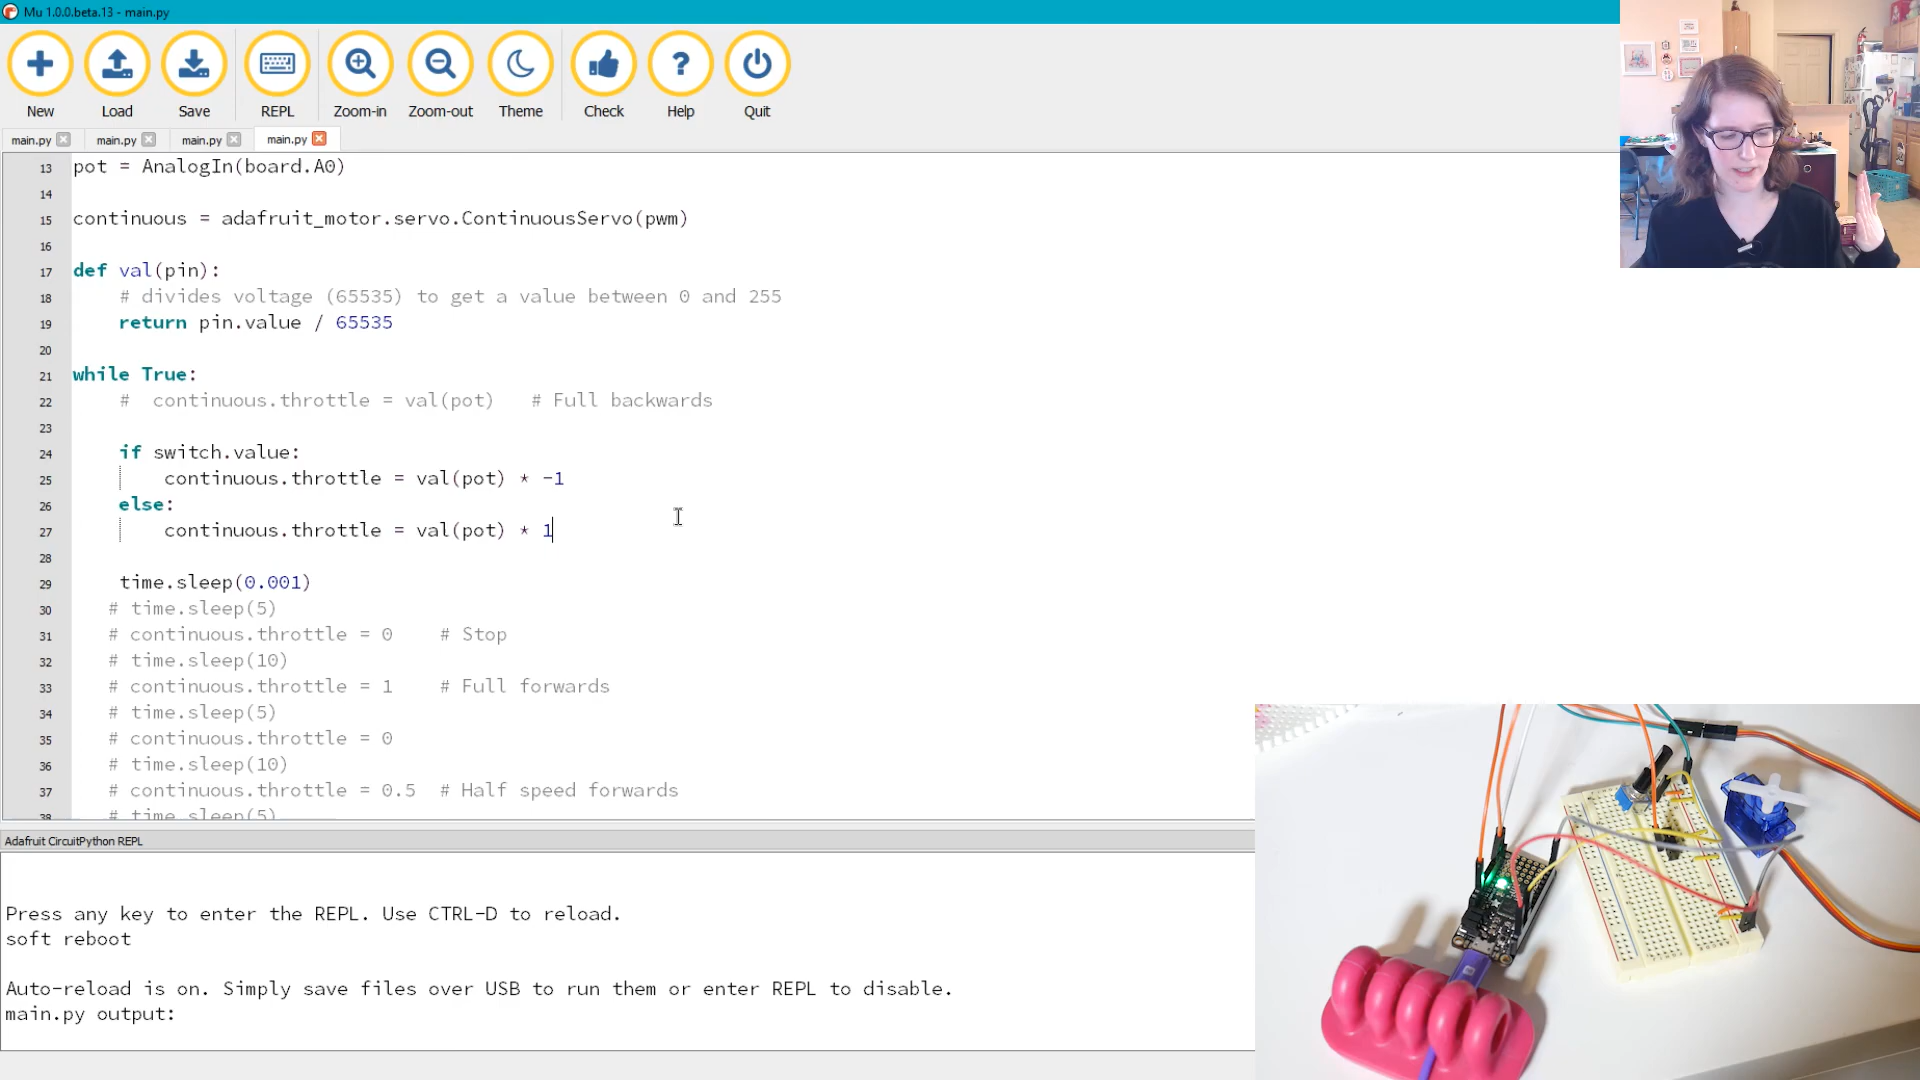 Mu 1.0.0.beta.13 - main.py
New Load Save REPL Zoom-in Zoom-out Theme Check Help Quit
main.py main.py main.py main.py
13 pot = AnalogIn(board.A0)
14
15 continuous = adafruit_motor.servo.ContinuousServo(pwm)
16
17 def val(pin):
18 # divides voltage (65535) to get a value between 0 and 255
19 return pin.value / 65535
20
21 while True:
22 #  continuous.throttle = val(pot)   # Full backwards
23
24 if switch.value:
25 continuous.throttle = val(pot) * -1
26 else:
27 continuous.throttle = val(pot) * 1
28
29 time.sleep(0.001)
30 # time.sleep(5)
31 # continuous.throttle = 0    # Stop
32 # time.sleep(10)
33 # continuous.throttle = 1    # Full forwards
34 # time.sleep(5)
35 # continuous.throttle = 0
36 # time.sleep(10)
37 # continuous.throttle = 0.5  # Half speed forwards
38 # time.sleep(5)
Adafruit CircuitPython REPL
Press any key to enter the REPL. Use CTRL-D to reload.
soft reboot
Auto-reload is on. Simply save files over USB to run them or enter REPL to disable.
main.py output: